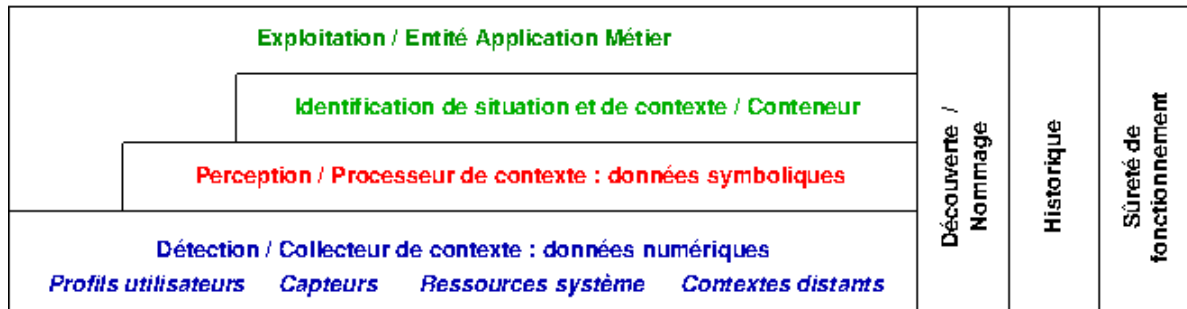 Exploitation / Entité Application Métier
Identification de situation et de contexte / Conteneur
Perception / Processeur de contexte : données symboliques
Détection / Collecteur de contexte : données numériques
Profils utilisateurs Capteurs Ressources système Contextes distants
Découverte /
Nommage
Historique
Sûreté de
fonctionnement